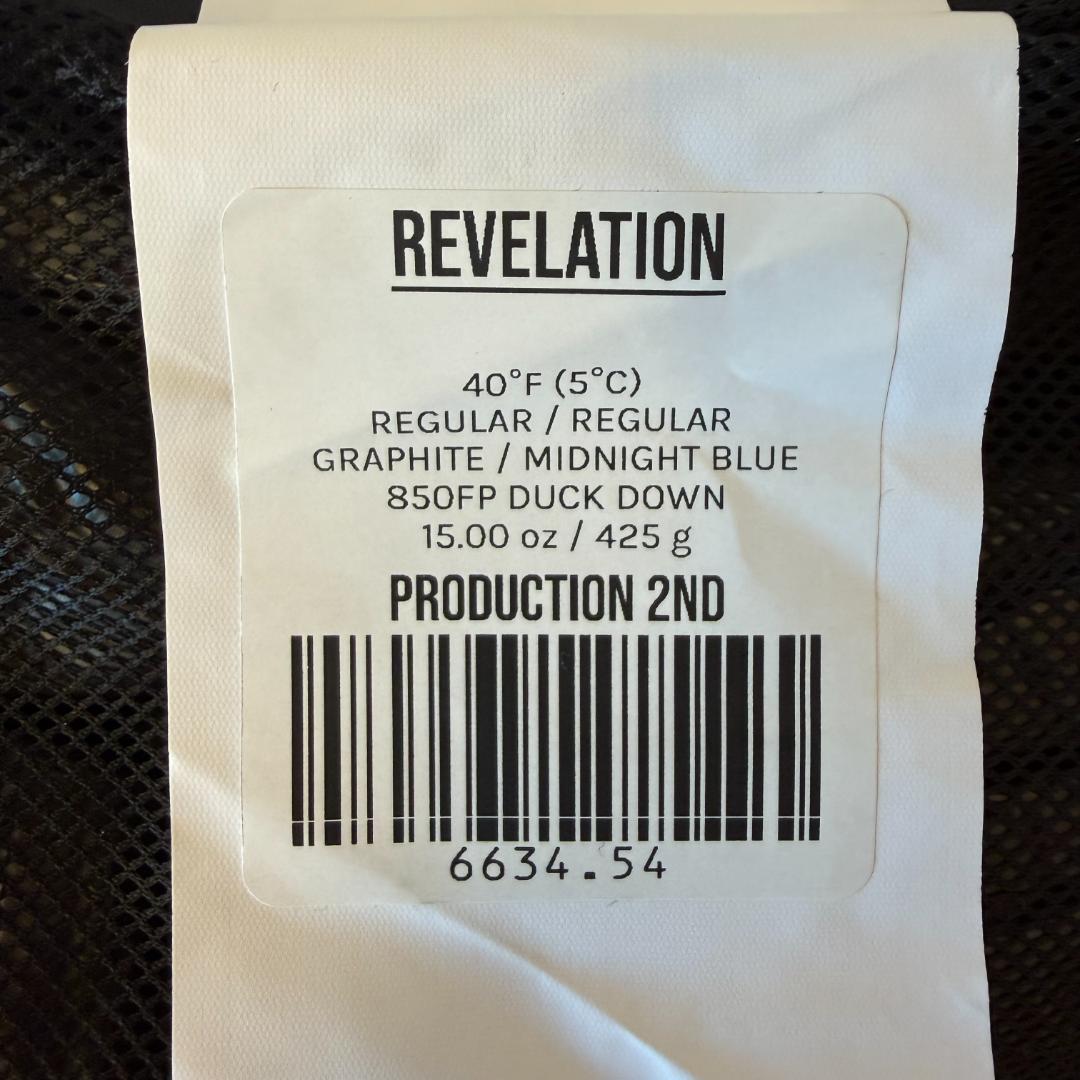 REVELATION
40°F (5°C)
REGULAR / REGULAR
GRAPHITE / MIDNIGHT BLUE
850FP DUCK DOWN
15.00 oz / 425 g
PRODUCTION 2ND
6634.54